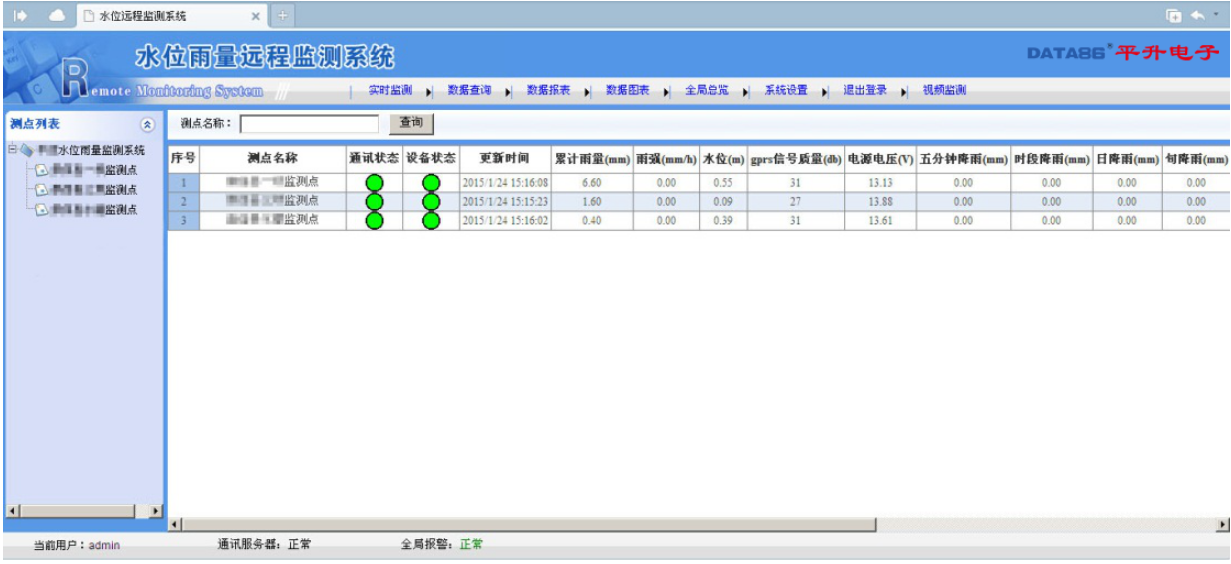 水位远程监测系统
水位雨量远程监测系统
DATA86 平升电子
Remote Monitoring System
实时监测 数据查询 数据报表 数据图表 全局总览 系统设置 退出登录 视频监测
测点列表
测点名称： 查询
水位雨量监测系统
监测点
监测点
监测点
序号 测点名称 通讯状态 设备状态 更新时间 累计雨量(mm) 雨强(mm/h) 水位(m) gprs信号质量(db) 电源电压(V) 五分钟降雨(mm) 时段降雨(mm) 日降雨(mm) 旬降雨(mm)
1 监测点 2015/1/24 15:16:08 6.60 0.00 0.55 31 13.13 0.00 0.00 0.00 0.00
2 监测点 2015/1/24 15:15:23 1.60 0.00 0.09 27 13.88 0.00 0.00 0.00 0.00
3 监测点 2015/1/24 15:16:02 0.40 0.00 0.39 31 13.61 0.00 0.00 0.00 0.00
当前用户：admin 通讯服务器：正常 全局报警：正常